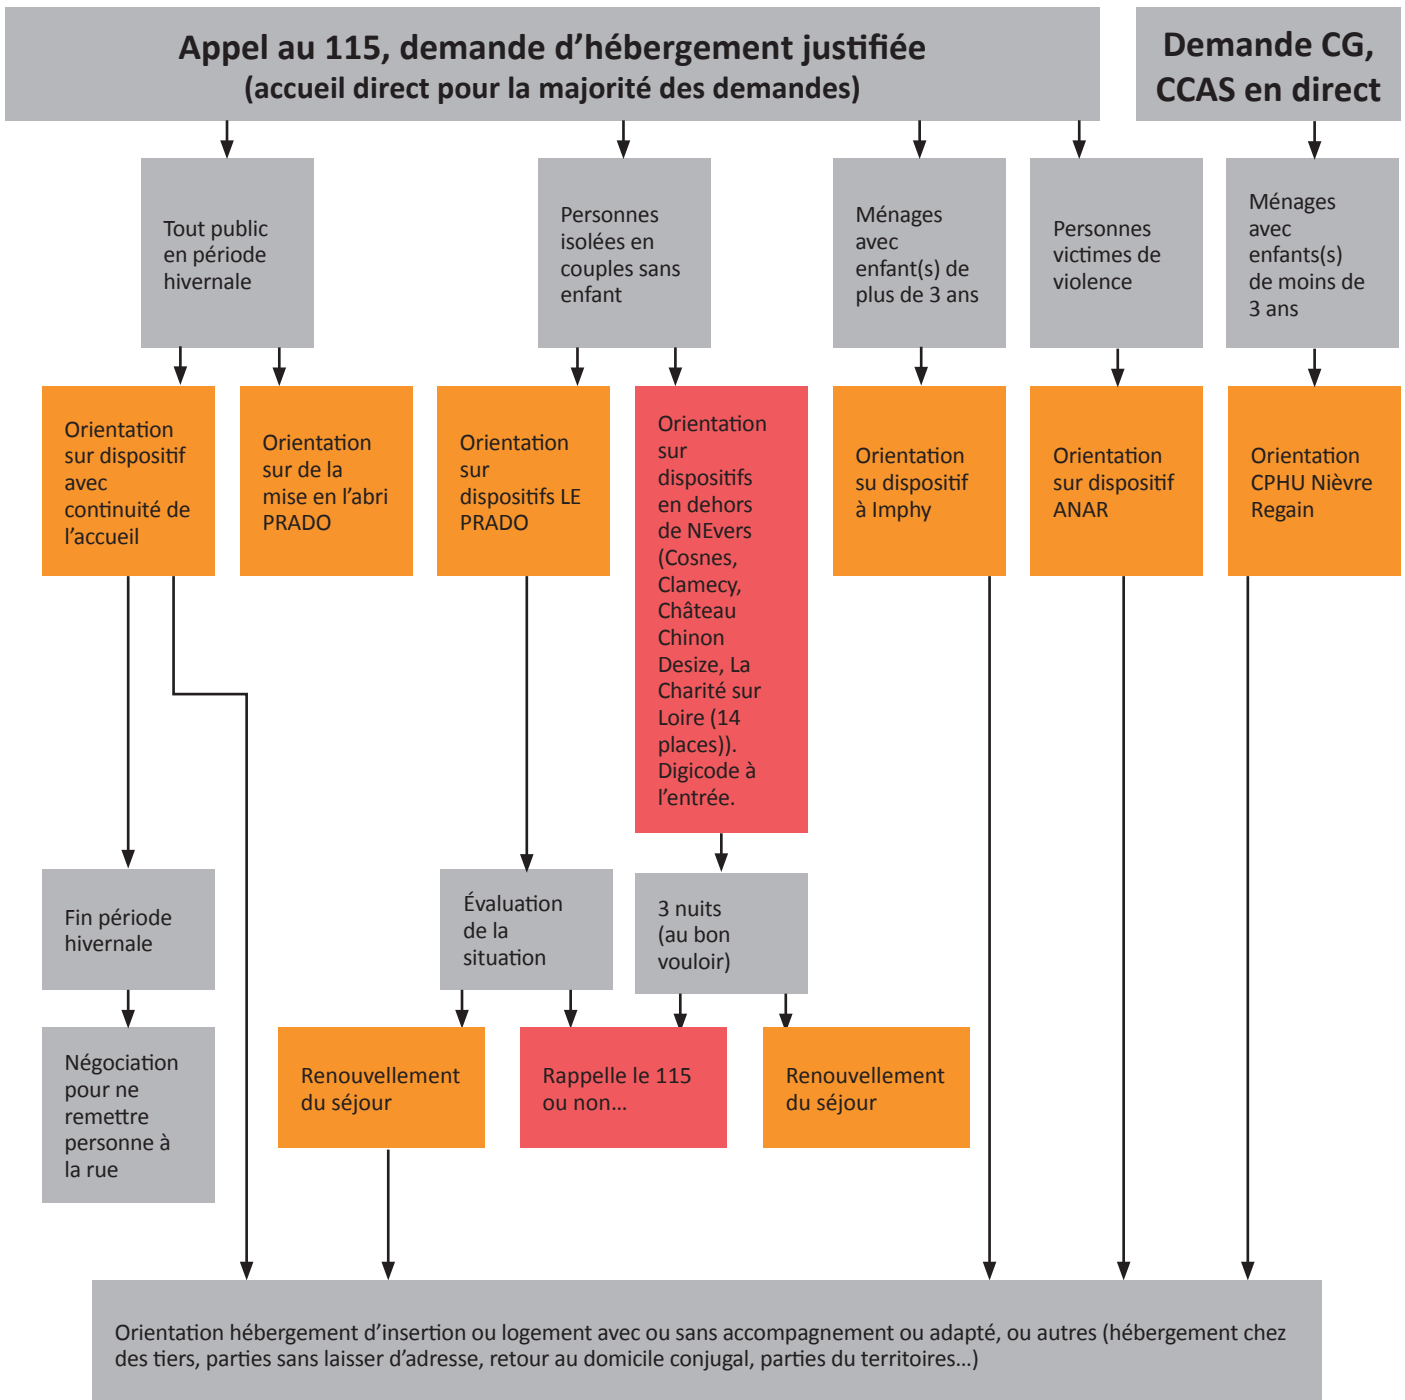 Appel au 115, demande d’hébergement justifiée
(accueil direct pour la majorité des demandes)
Demande CG,
CCAS en direct
Tout public
en période
hivernale
Personnes
isolées en
couples sans
enfant
Ménages
avec
enfant(s) de
plus de 3 ans
Personnes
victimes de
violence
Ménages
avec
enfants(s)
de moins de
3 ans
Orientation
sur dispositif
avec
continuité de
l’accueil
Orientation
sur de la
mise en l’abri
PRADO
Orientation
sur
dispositifs LE
PRADO
Orientation
sur
dispositifs
en dehors
de NEvers
(Cosnes,
Clamecy,
Château
Chinon
Desize, La
Charité sur
Loire (14
places)).
Digicode à
l’entrée.
Orientation
su dispositif
à Imphy
Orientation
sur dispositif
ANAR
Orientation
CPHU Nièvre
Regain
Fin période
hivernale
Évaluation
de la
situation
3 nuits
(au bon
vouloir)
Négociation
pour ne
remettre
personne à
la rue
Renouvellement
du séjour
Rappelle le 115
ou non...
Renouvellement
du séjour
Orientation hébergement d’insertion ou logement avec ou sans accompagnement ou adapté, ou autres (hébergement chez
des tiers, parties sans laisser d’adresse, retour au domicile conjugal, parties du territoires...)